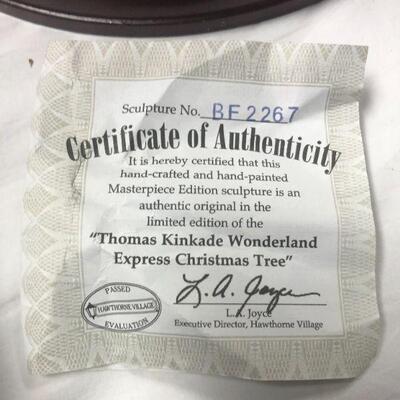 Sculpture No. BF2267
Certificate of Authenticity
It is hereby certified that this
hand-crafted and hand-painted
Masterpiece Edition sculpture is an
authentic original in the
limited edition of the
"Thomas Kinkade Wonderland
Express Christmas Tree"
PASSED
HAWTHORNE VILLAGE
EVALUATION
L. A. Joyce
L.A. Joyce
Executive Director, Hawthorne Village